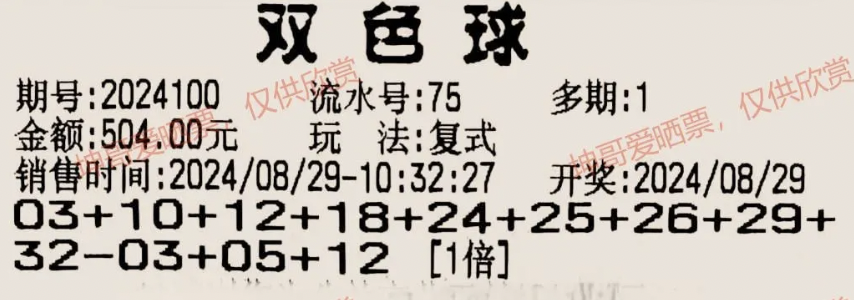 双色球
期号:2024100 流水号:75 多期:1
金额:504.00元 玩 法:复式
销售时间:2024/08/29-10:32:27 开奖:2024/08/29
03+10+12+18+24+25+26+29+
32-03+05+12 [1倍]
坤哥爱晒票，仅供欣赏
坤哥爱晒票，仅供欣赏